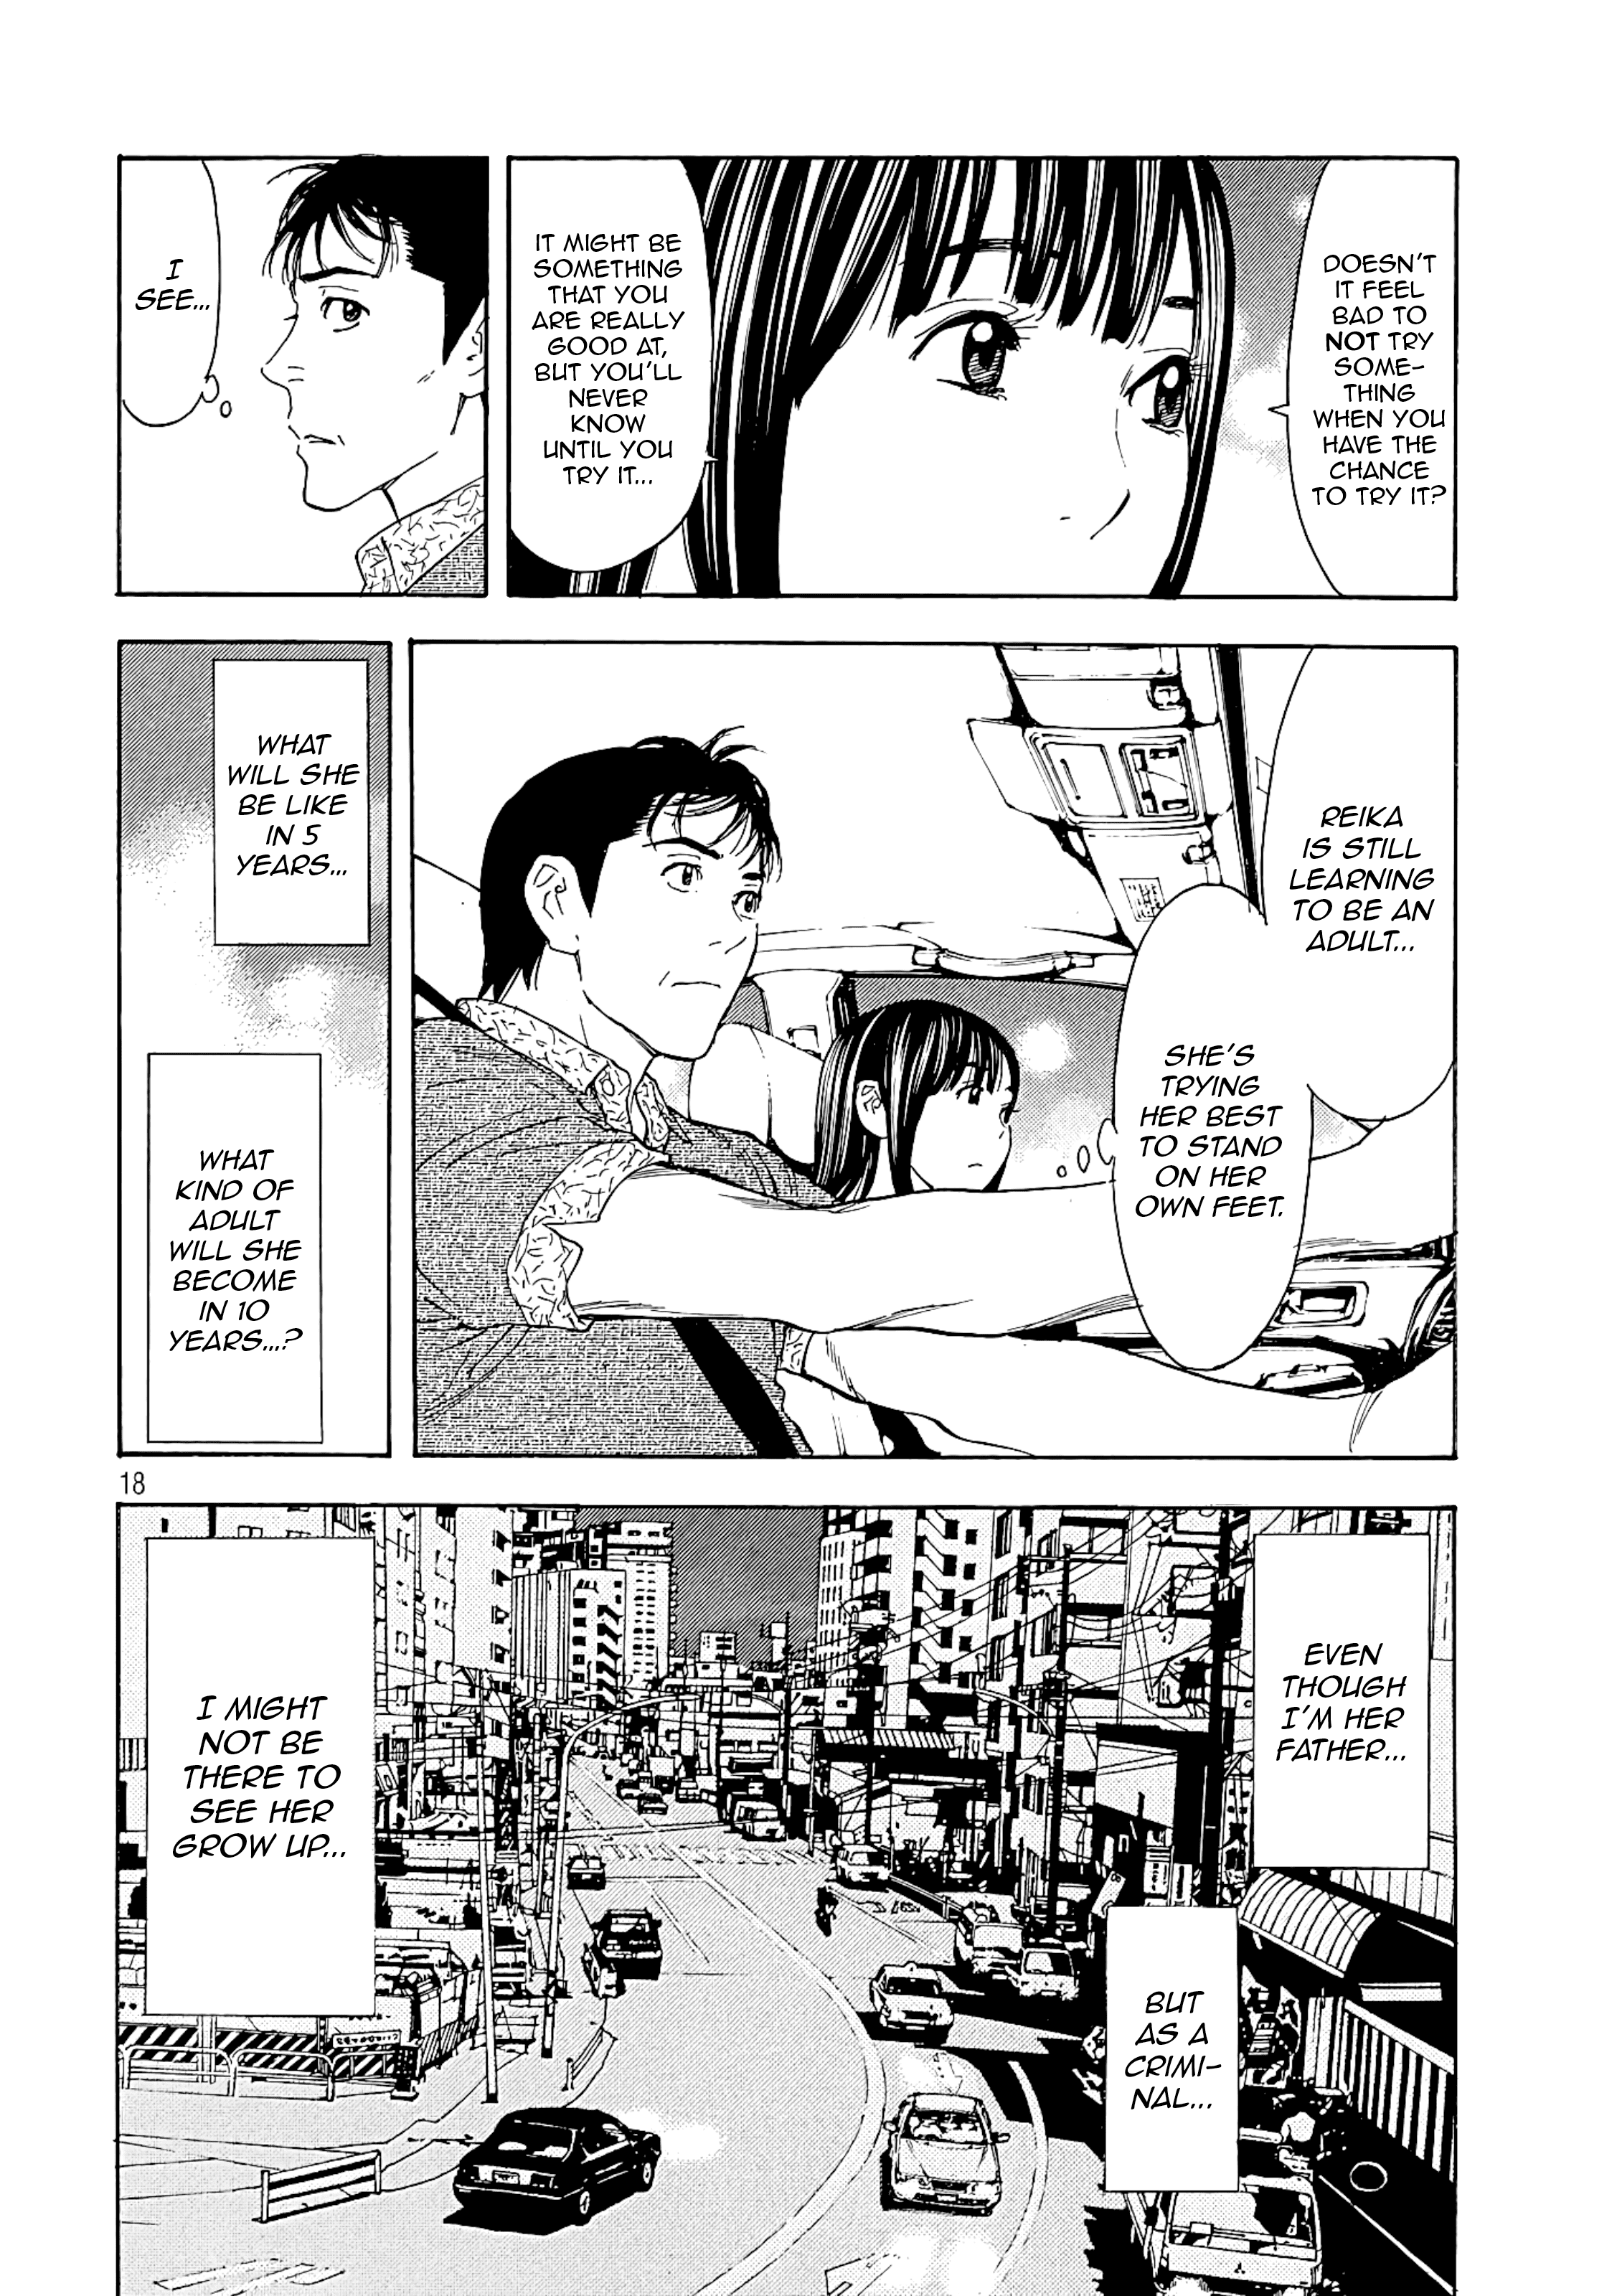 DOESN'T
IT FEEL
BAD TO
NOT TRY
SOME-
THING
WHEN YOU
HAVE THE
CHANCE
TO TRY IT?
IT MIGHT BE
SOMETHING
THAT YOU
ARE REALLY
GOOD AT,
BUT YOU'LL
NEVER
KNOW
UNTIL YOU
TRY IT...
I
SEE...
REIKA
IS STILL
LEARNING
TO BE AN
ADULT...
SHE'S
TRYING
HER BEST
TO STAND
ON HER
OWN FEET.
WHAT
WILL SHE
BE LIKE
IN 5
YEARS...
WHAT
KIND OF
ADULT
WILL SHE
BECOME
IN 10
YEARS...?
18
EVEN
THOUGH
I'M HER
FATHER...
BUT
AS A
CRIMI-
NAL...
I MIGHT
NOT BE
THERE TO
SEE HER
GROW UP...